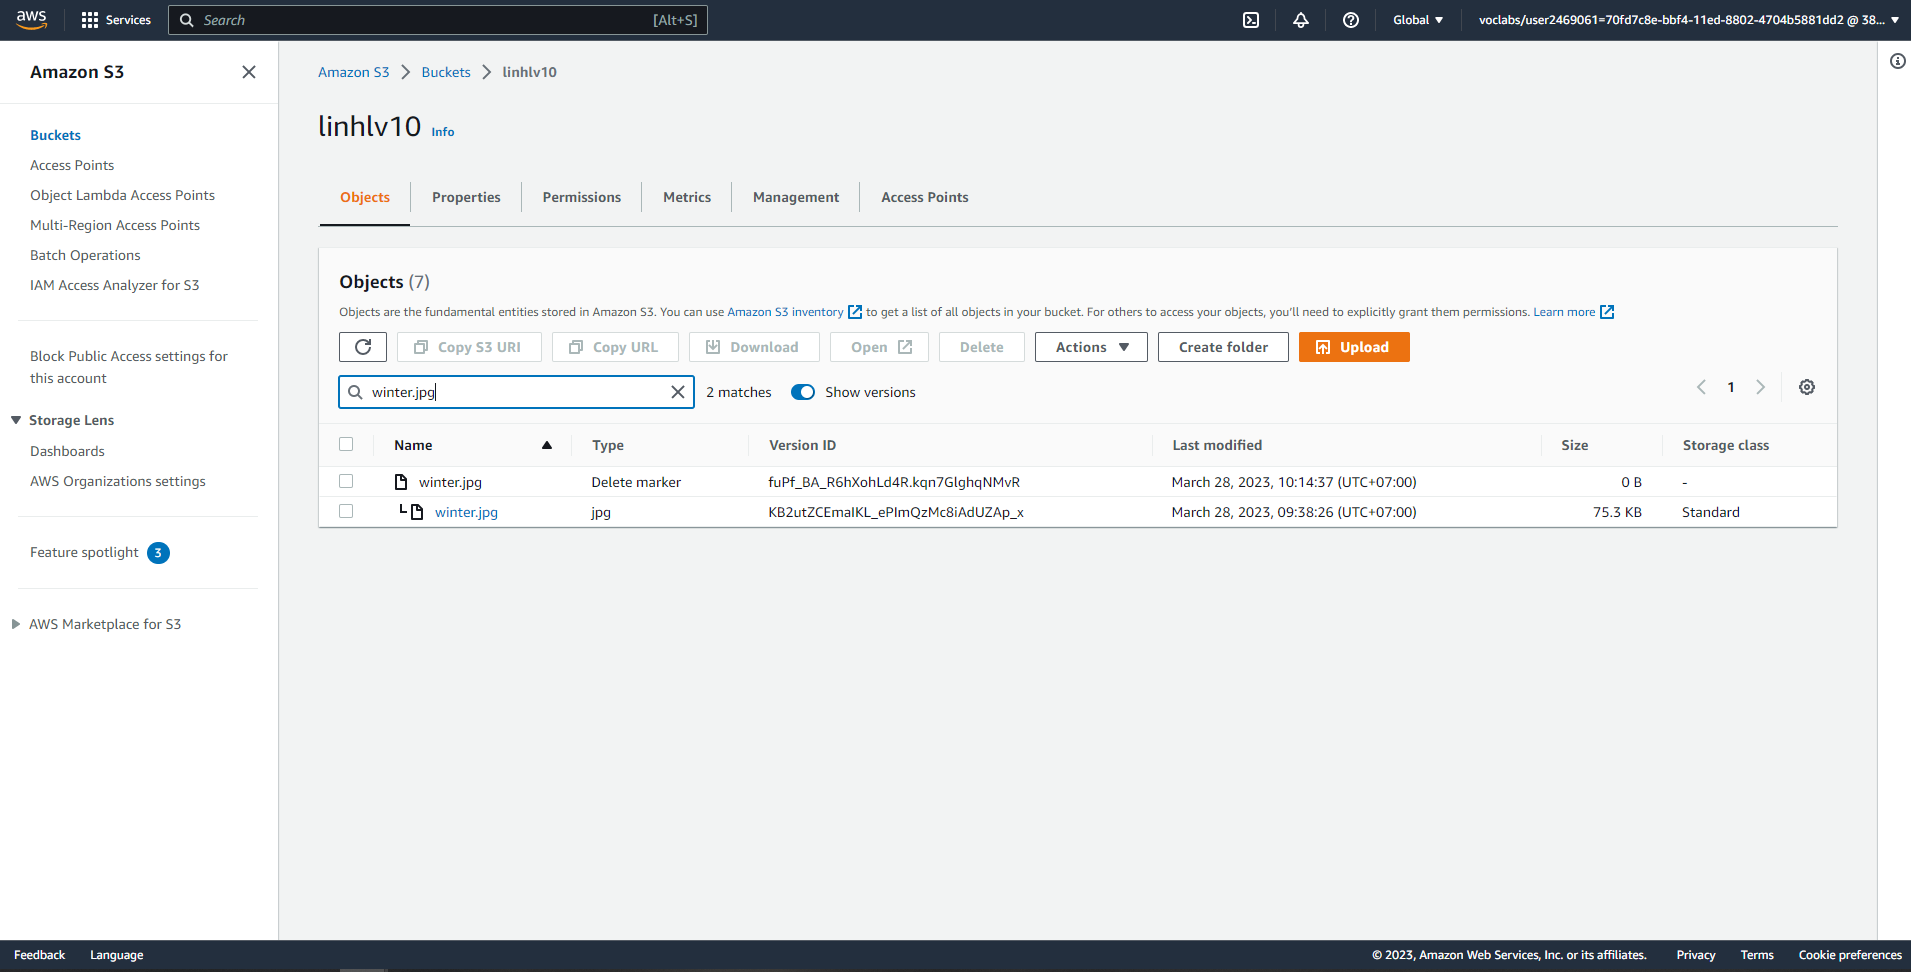 aws
Services
Search [Alt+S]
Global
voclabs/user2469061=70fd7c8e-bbf4-11ed-8802-4704b5881dd2 @ 38...
Amazon S3
Buckets
Access Points
Object Lambda Access Points
Multi-Region Access Points
Batch Operations
IAM Access Analyzer for S3
Block Public Access settings for
this account
Storage Lens
Dashboards
AWS Organizations settings
Feature spotlight 3
AWS Marketplace for S3
Amazon S3 Buckets linhlv10
linhlv10 Info
Objects Properties Permissions Metrics Management Access Points
Objects (7)
Objects are the fundamental entities stored in Amazon S3. You can use Amazon S3 inventory to get a list of all objects in your bucket. For others to access your objects, you'll need to explicitly grant them permissions. Learn more
Copy S3 URI Copy URL Download Open Delete Actions Create folder Upload
winter.jpg 2 matches Show versions 1
Name Type Version ID Last modified Size Storage class
winter.jpg Delete marker fuPf_BA_R6hXohLd4R.kqn7GlghqNMvR March 28, 2023, 10:14:37 (UTC+07:00) 0 B -
winter.jpg jpg KB2utZCEmaIKL_ePImQzMc8iAdUZAp_x March 28, 2023, 09:38:26 (UTC+07:00) 75.3 KB Standard
Feedback Language © 2023, Amazon Web Services, Inc. or its affiliates. Privacy Terms Cookie preferences